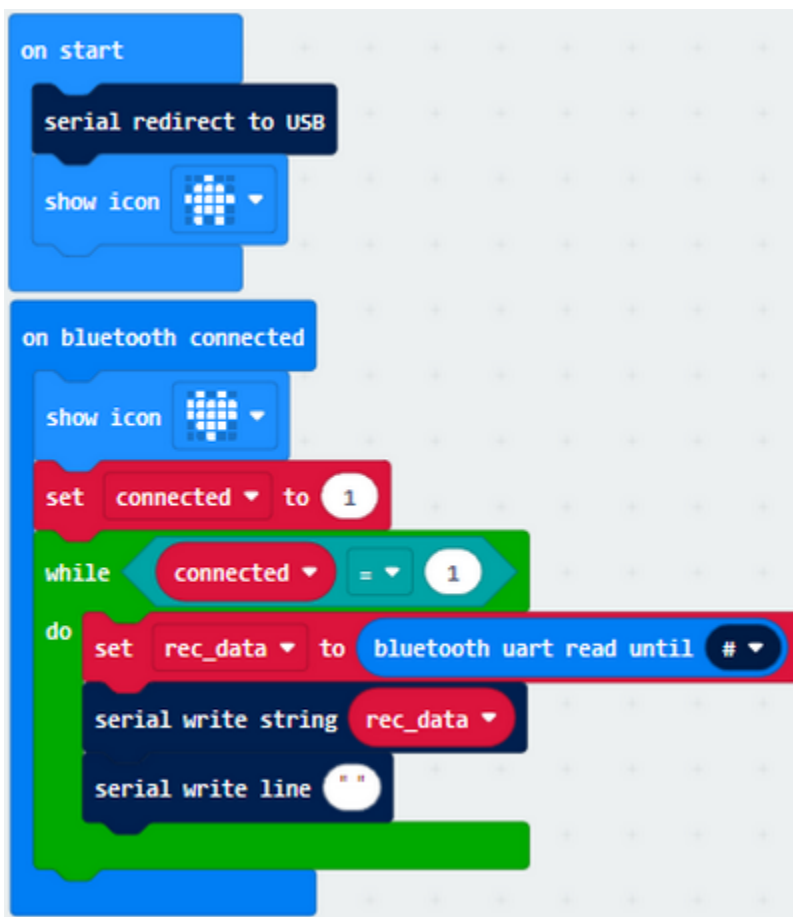 on start
serial redirect to USB
show icon
on bluetooth connected
show icon
set connected to 1
while connected = 1
do
set rec_data to bluetooth uart read until #
serial write string rec_data
serial write line " "